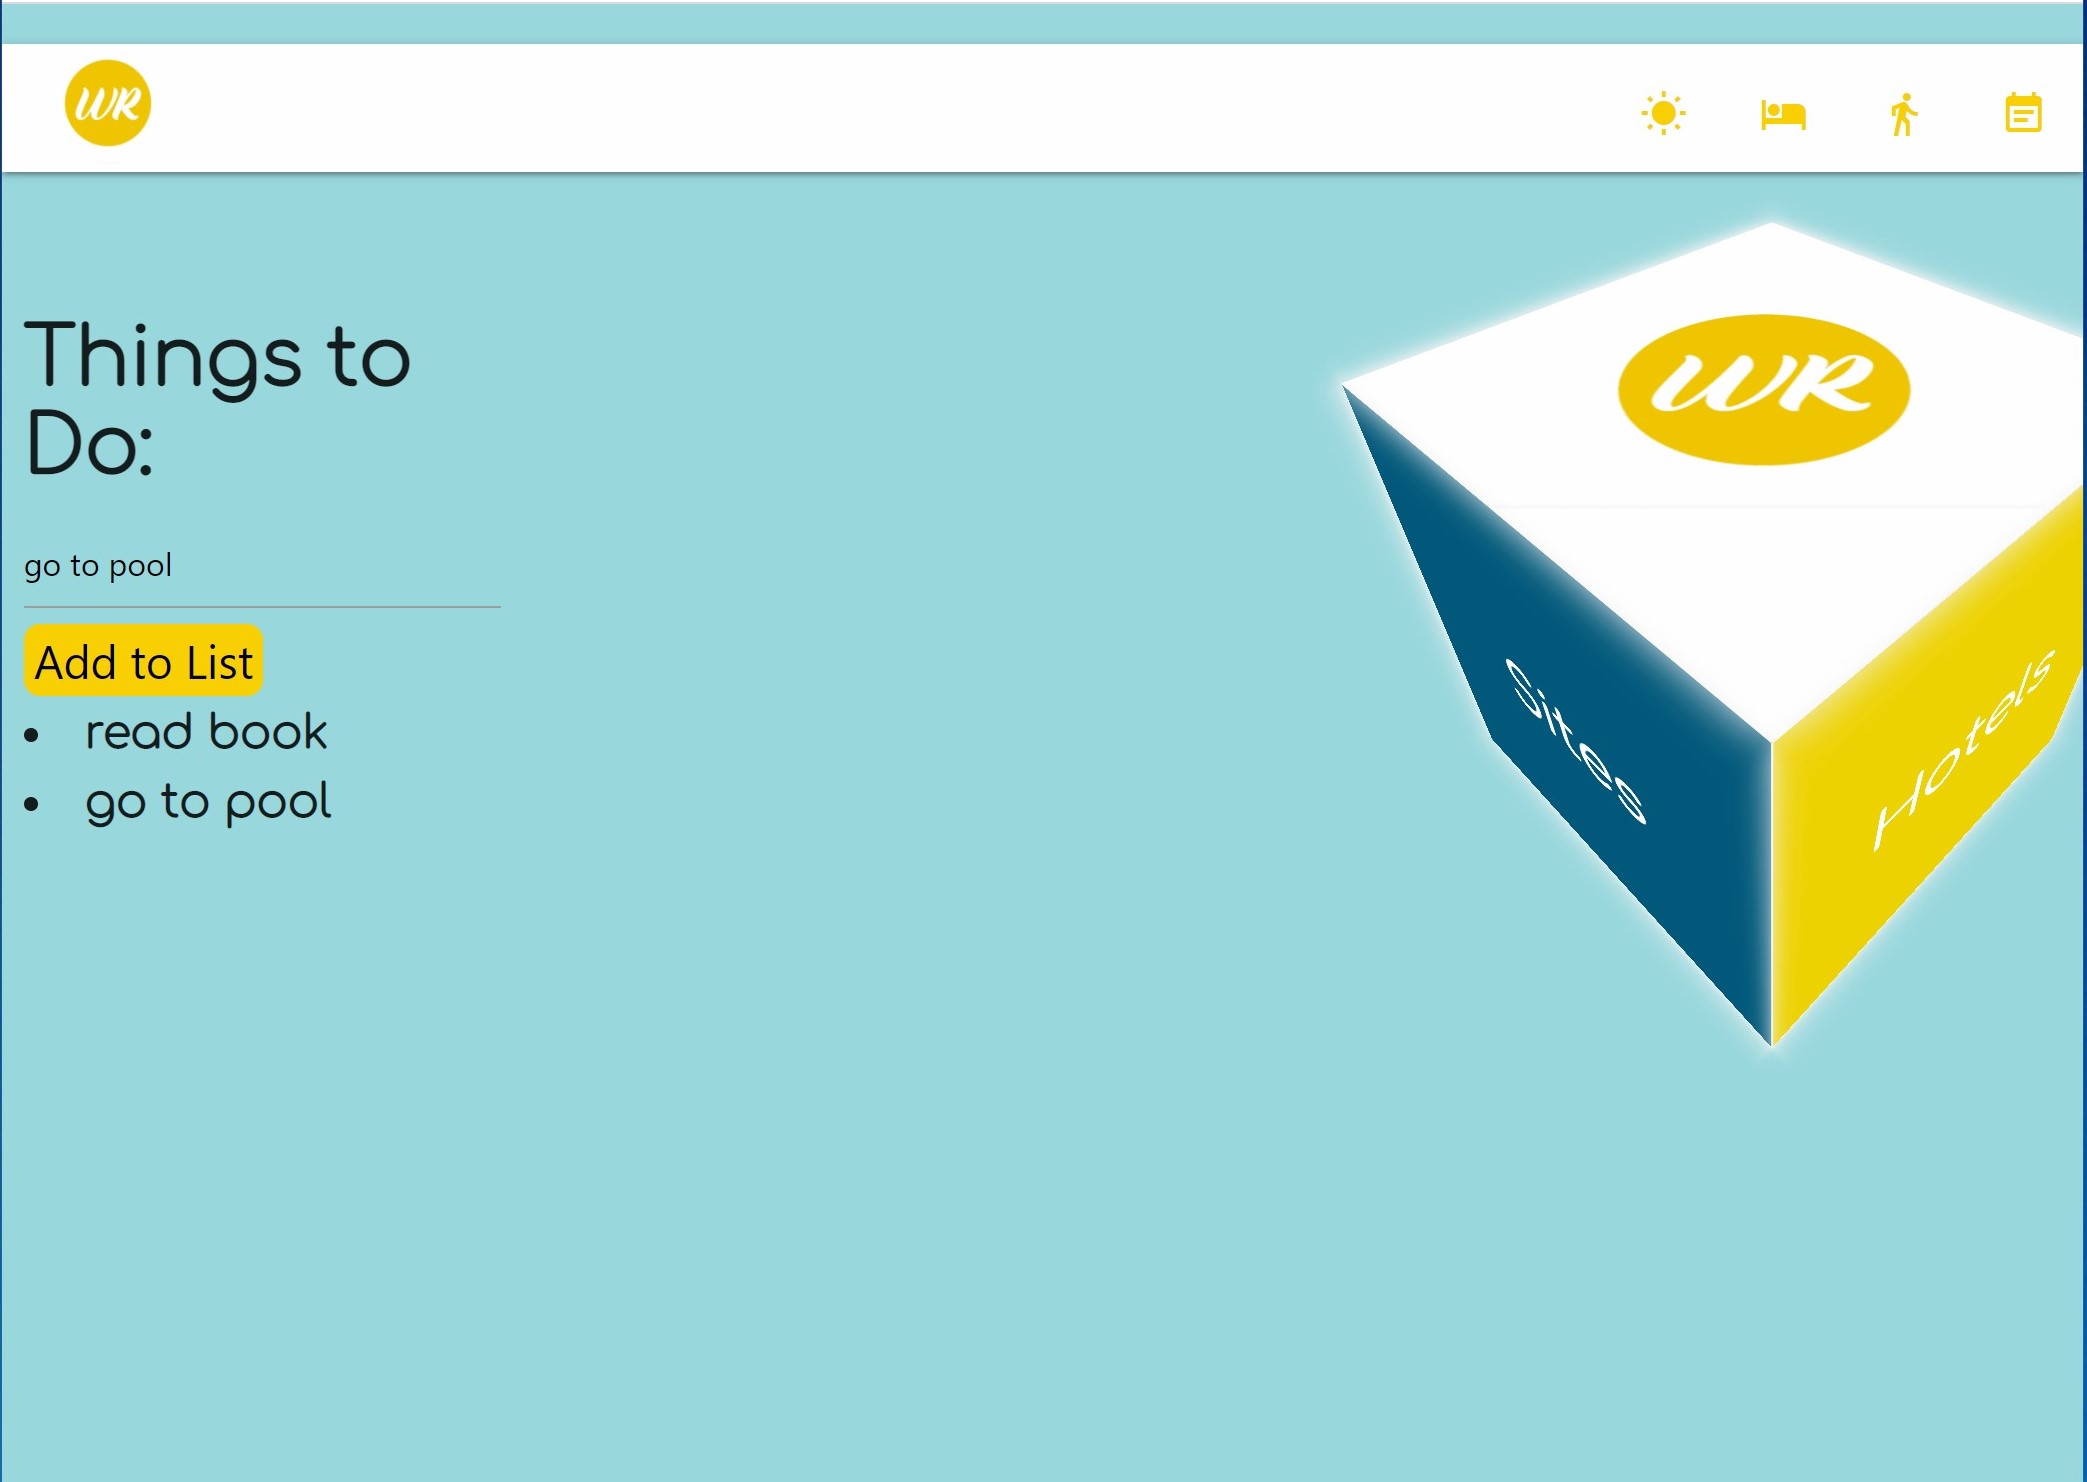 WR
Things to
Do:
go to pool
Add to List
read book
go to pool
WR
Sites
Hotels